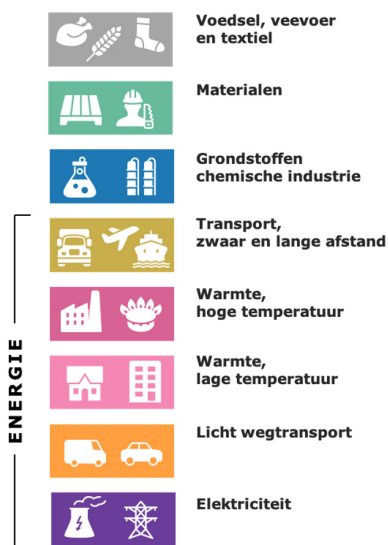 Voedsel, veevoer
en textiel
Materialen
Grondstoffen
chemische industrie
Transport,
zwaar en lange afstand
Warmte,
hoge temperatuur
Warmte,
lage temperatuur
Licht wegtransport
Elektriciteit
ENERGIE